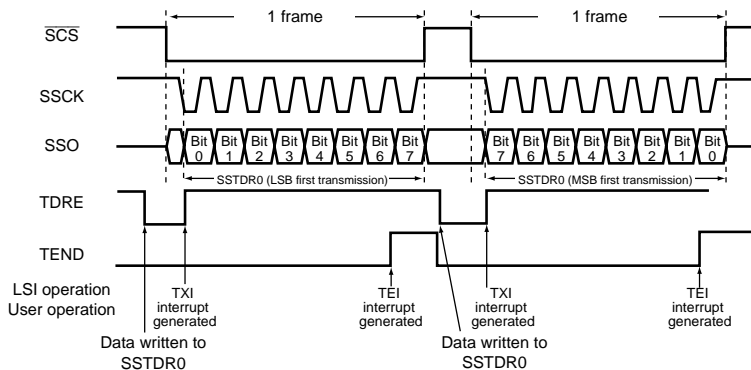 1 frame 1 frame
SCS
SSCK
SSO
Bit 0 Bit 1 Bit 2 Bit 3 Bit 4 Bit 5 Bit 6 Bit 7 Bit 7 Bit 6 Bit 5 Bit 4 Bit 3 Bit 2 Bit 1 Bit 0
SSTDR0 (LSB first transmission) SSTDR0 (MSB first transmission)
TDRE
TEND
LSI operation
User operation
TXI interrupt generated
TEI interrupt generated
TXI interrupt generated
TEI interrupt generated
Data written to SSTDR0
Data written to SSTDR0